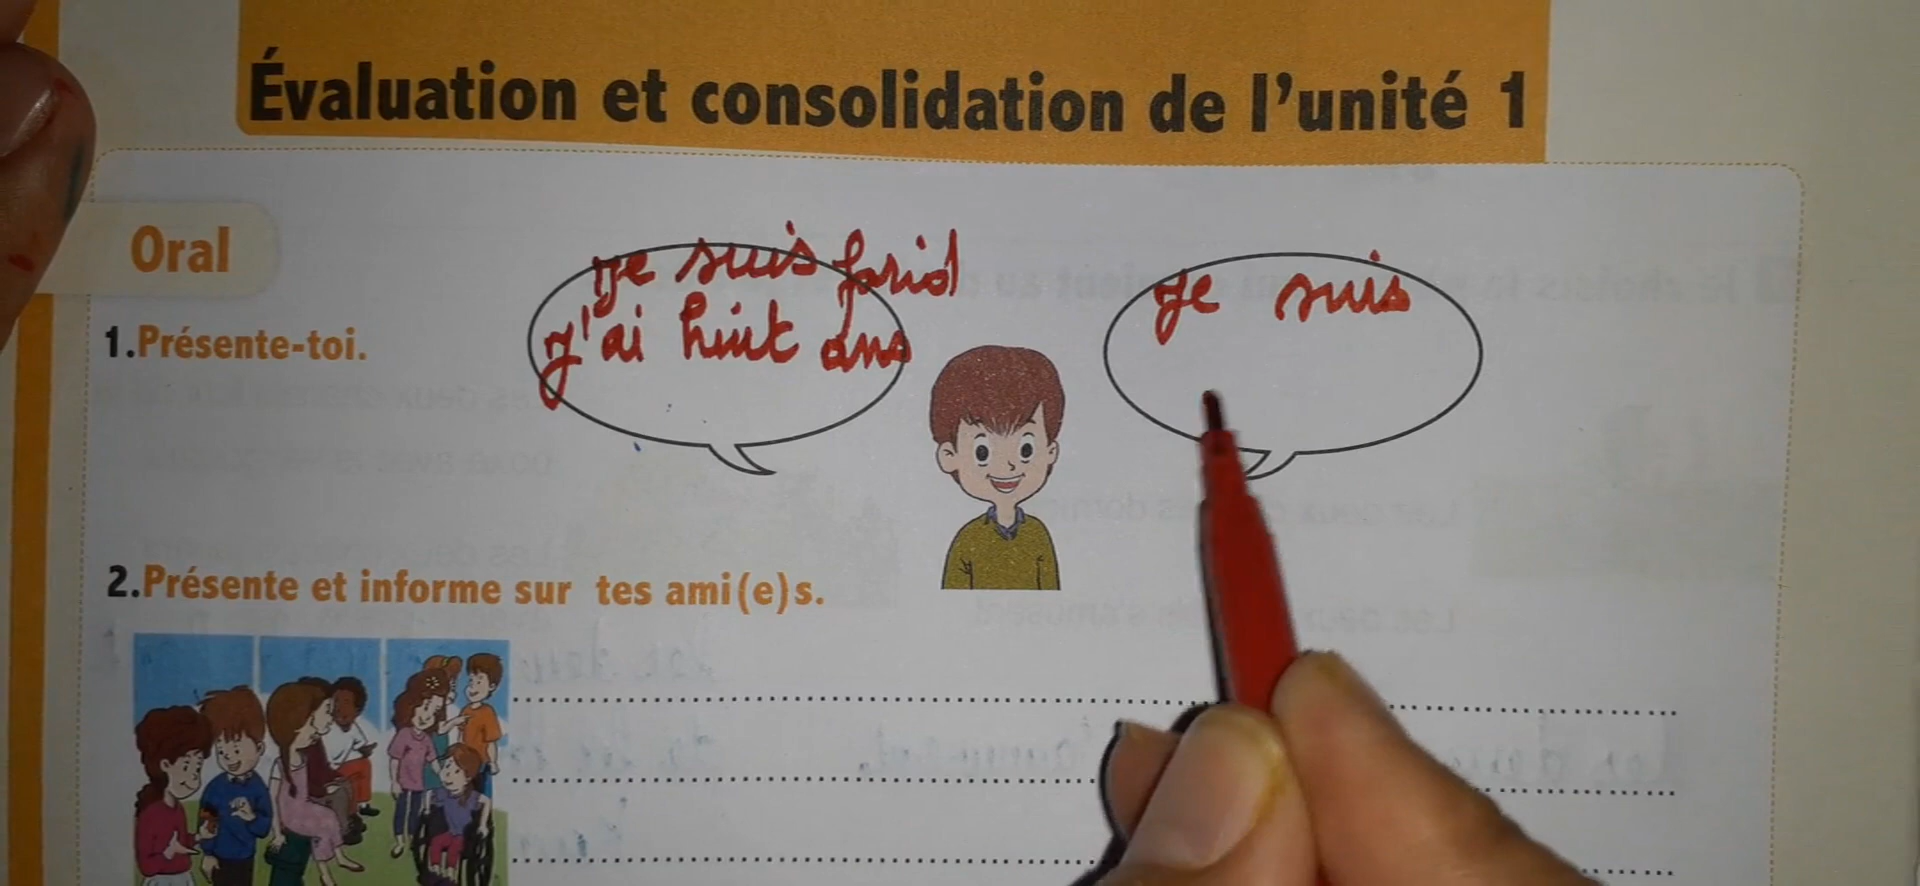 Évaluation et consolidation de l'unité 1
Oral
je suis farid
j'ai huit ans
je suis
1.Présente-toi.
2.Présente et informe sur tes ami(e)s.